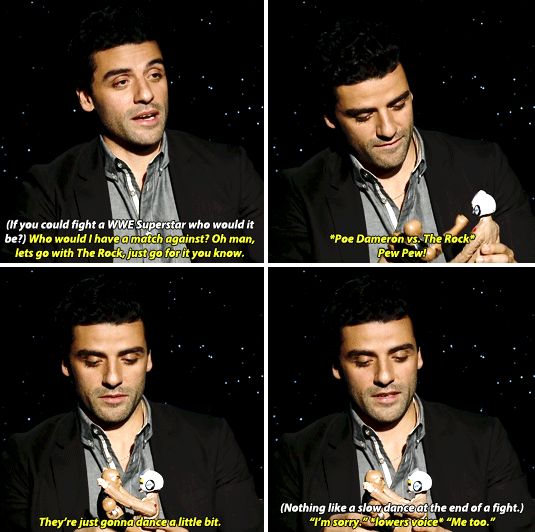 (If you could fight a WWE Superstar who would it
be?) Who would I have a match against? Oh man,
lets go with The Rock, just go for it you know.
*Poe Dameron vs. The Rock*
Pew Pew!
They're just gonna dance a little bit.
(Nothing like a slow dance at the end of a fight.)
"I'm sorry." *lowers voice* "Me too."